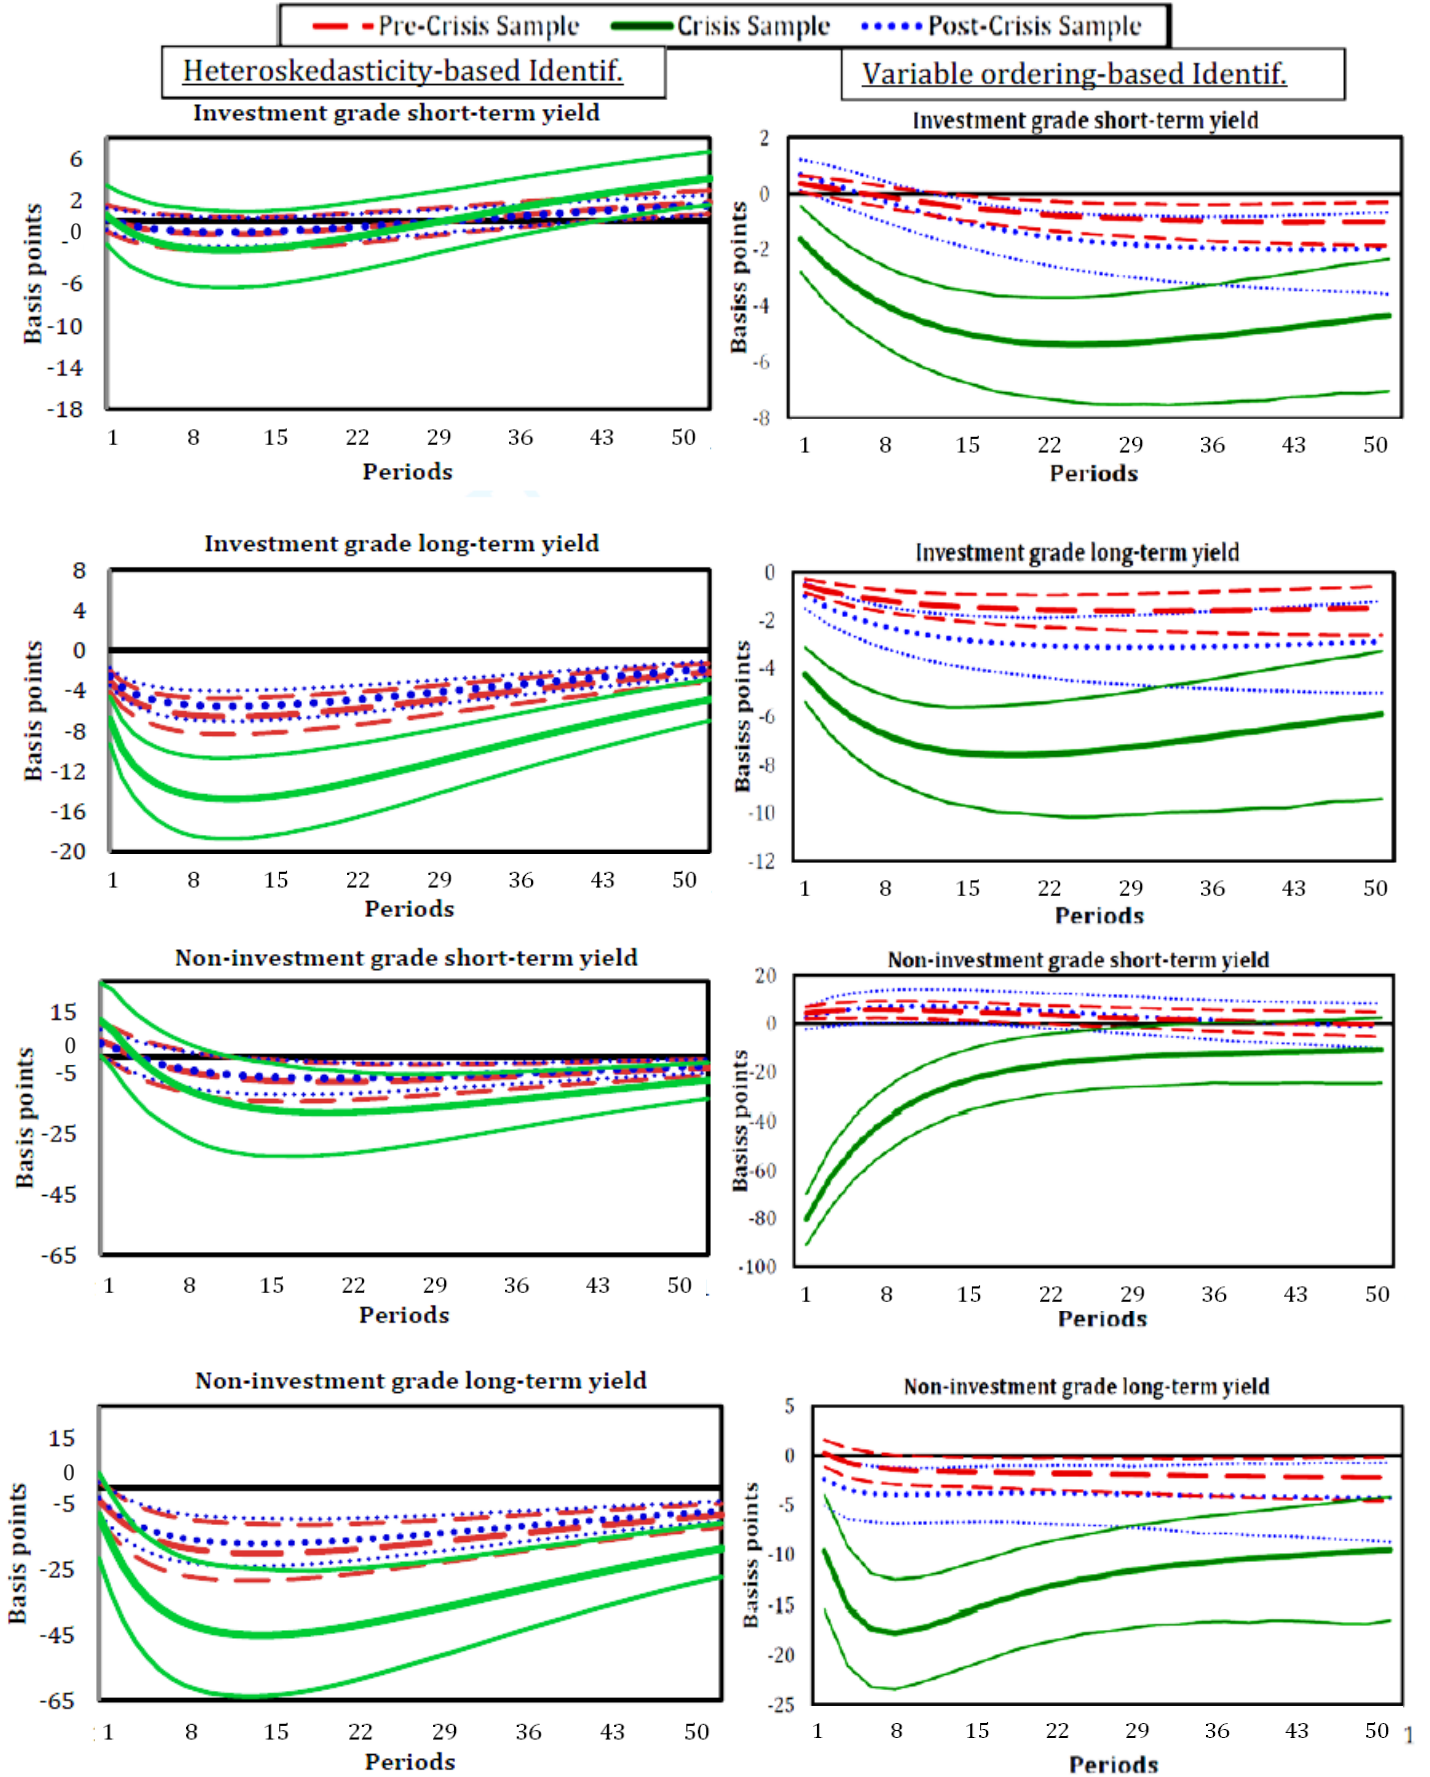 Pre-Crisis Sample Crisis Sample Post-Crisis Sample
Heteroskedasticity-based Identif.
Variable ordering-based Identif.
Investment grade short-term yield
Basis points
6
2
0
-0
-6
-10
-14
-18
1 8 15 22 29 36 43 50
Periods
Investment grade short-term yield
Basiss points
2
0
-2
-4
-6
-8
1 8 15 22 29 36 43 50
Periods
Investment grade long-term yield
Basis points
8
4
0
-4
-8
-12
-16
-20
1 8 15 22 29 36 43 50
Periods
Investment grade long-term yield
Basiss points
0
-2
-4
-6
-8
-10
-12
1 8 15 22 29 36 43 50
Periods
Non-investment grade short-term yield
Basis points
15
0
-5
-25
-45
-65
1 8 15 22 29 36 43 50
Periods
Non-investment grade short-term yield
Basiss points
20
0
-20
-40
-60
-80
-100
1 8 15 22 29 36 43 50
Periods
Non-investment grade long-term yield
Basis points
15
0
-5
-25
-45
-65
1 8 15 22 29 36 43 50
Periods
Non-investment grade long-term yield
Basiss points
5
0
-5
-10
-15
-20
-25
1 8 15 22 29 36 43 50 1
Periods